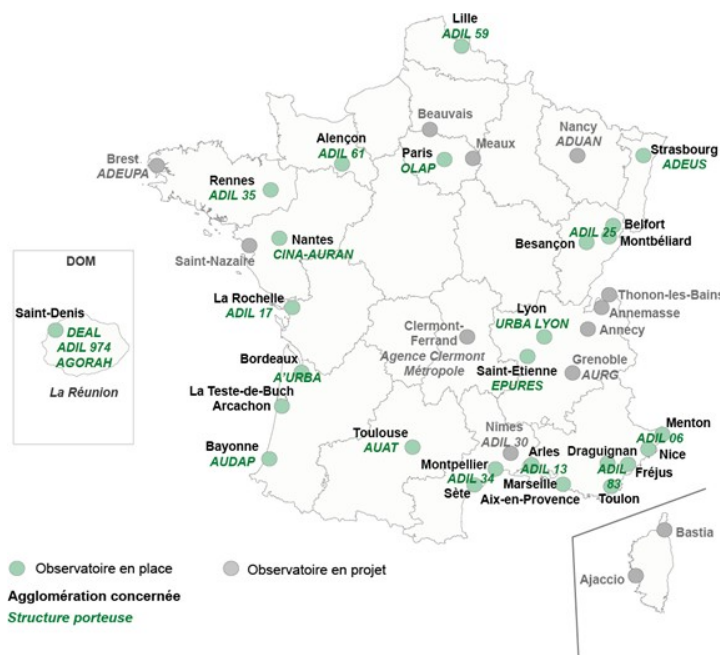 Lille
ADIL 59
Beauvais
Alençon
ADIL 61
Paris
OLAP
Meaux
Nancy
ADUAN
Strasbourg
ADEUS
Brest
ADEUPA
Rennes
ADIL 35
Nantes
CINA-AURAN
Saint-Nazaire
Belfort
ADIL 25
Besançon
Montbéliard
DOM
Saint-Denis
DEAL
ADIL 974
AGORAH
La Réunion
La Rochelle
ADIL 17
Clermont-
Ferrand
Agence Clermont
Métropole
Lyon
URBA LYON
Saint-Etienne
EPURES
Thonon-les-Bains
Annemasse
Annecy
Grenoble
AURG
Bordeaux
A'URBA
La Teste-de-Buch
Arcachon
Bayonne
AUDAP
Toulouse
AUAT
Nimes
ADIL 30
Montpellier
ADIL 34
Sète
Arles
ADIL 13
Marseille
Aix-en-Provence
Draguignan
ADIL
83
Fréjus
Toulon
Menton
ADIL 06
Nice
Bastia
Ajaccio
Observatoire en place
Observatoire en projet
Agglomération concernée
Structure porteuse